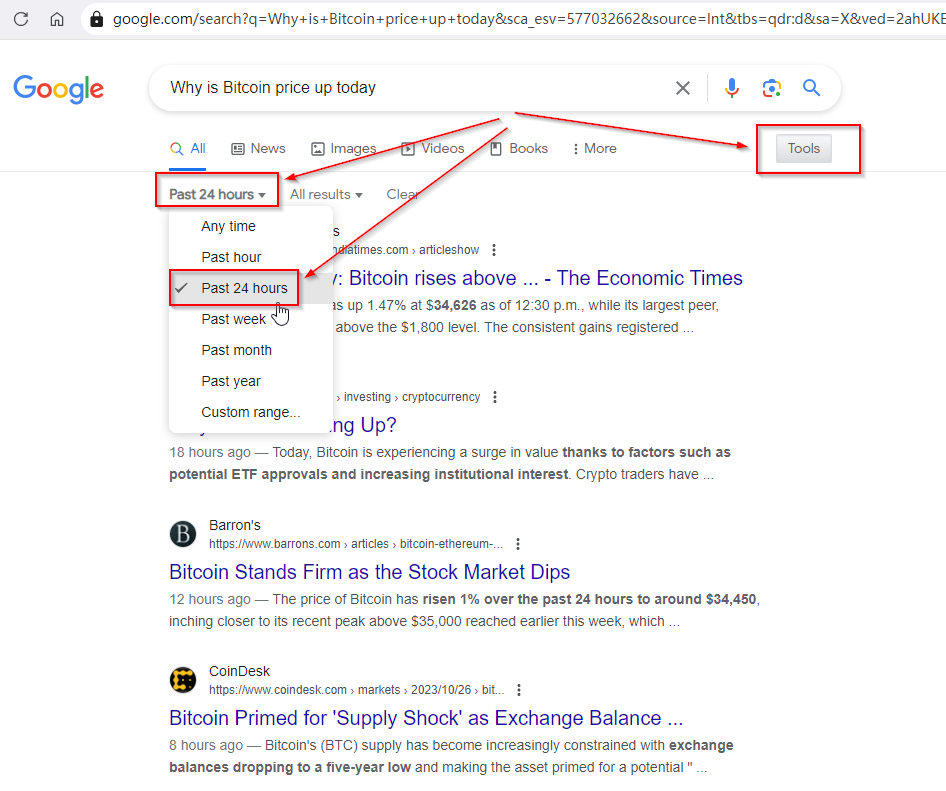 google.com/search?q=Why+is+Bitcoin+price+up+today&sca_esv=577032662&source=lnt&tbs=qdr:d&sa=X&ved=2ahUKE
Google
Why is Bitcoin price up today
All News Images Videos Books More Tools
Past 24 hours All results Clear
Any time
Past hour
Past 24 hours
Past week
Past month
Past year
Custom range...
s
ndiatimes.com › articleshow
y: Bitcoin rises above ... - The Economic Times
as up 1.47% at $34,626 as of 12:30 p.m., while its largest peer,
above the $1,800 level. The consistent gains registered ...
› investing › cryptocurrency
ng Up?
18 hours ago — Today, Bitcoin is experiencing a surge in value thanks to factors such as
potential ETF approvals and increasing institutional interest. Crypto traders have ...
B
Barron's
https://www.barrons.com › articles › bitcoin-ethereum-...
Bitcoin Stands Firm as the Stock Market Dips
12 hours ago — The price of Bitcoin has risen 1% over the past 24 hours to around $34,450,
inching closer to its recent peak above $35,000 reached earlier this week, which ...
CoinDesk
https://www.coindesk.com › markets › 2023/10/26 › bit...
Bitcoin Primed for 'Supply Shock' as Exchange Balance ...
8 hours ago — Bitcoin's (BTC) supply has become increasingly constrained with exchange
balances dropping to a five-year low and making the asset primed for a potential " ...